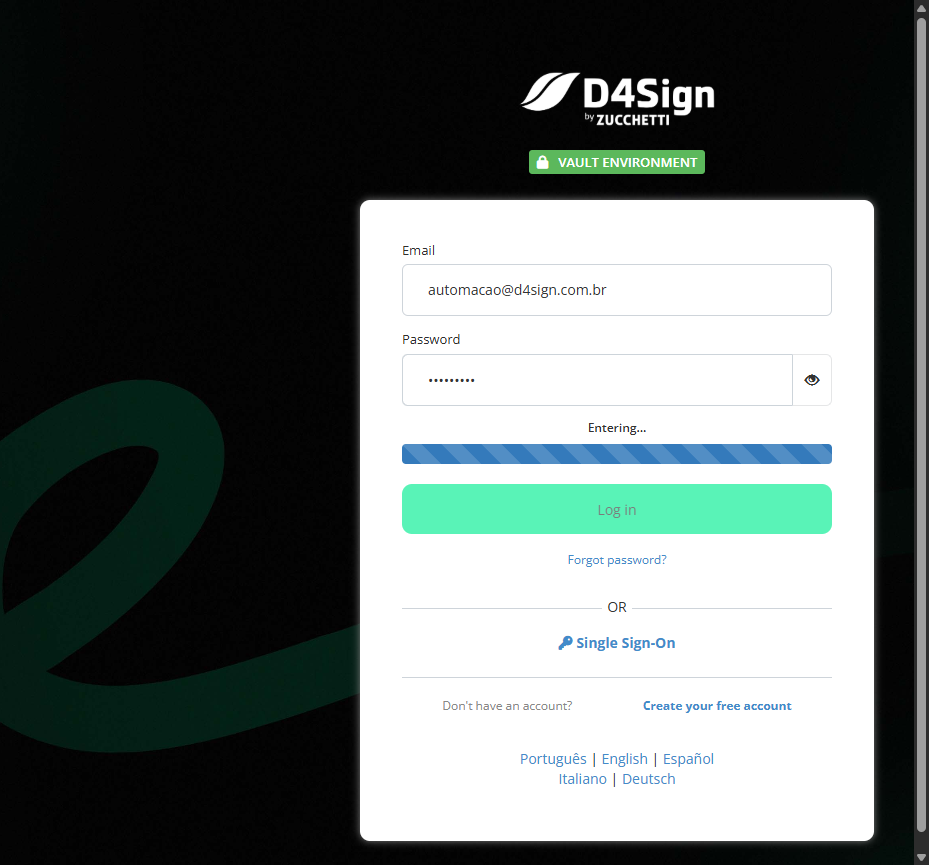 D4Sign
by ZUCCHETTI
VAULT ENVIRONMENT
Email
automacao@d4sign.com.br
Password
•••••••••
Entering...
Log in
Forgot password?
OR
Single Sign-On
Don't have an account? Create your free account
Português | English | Español
Italiano | Deutsch